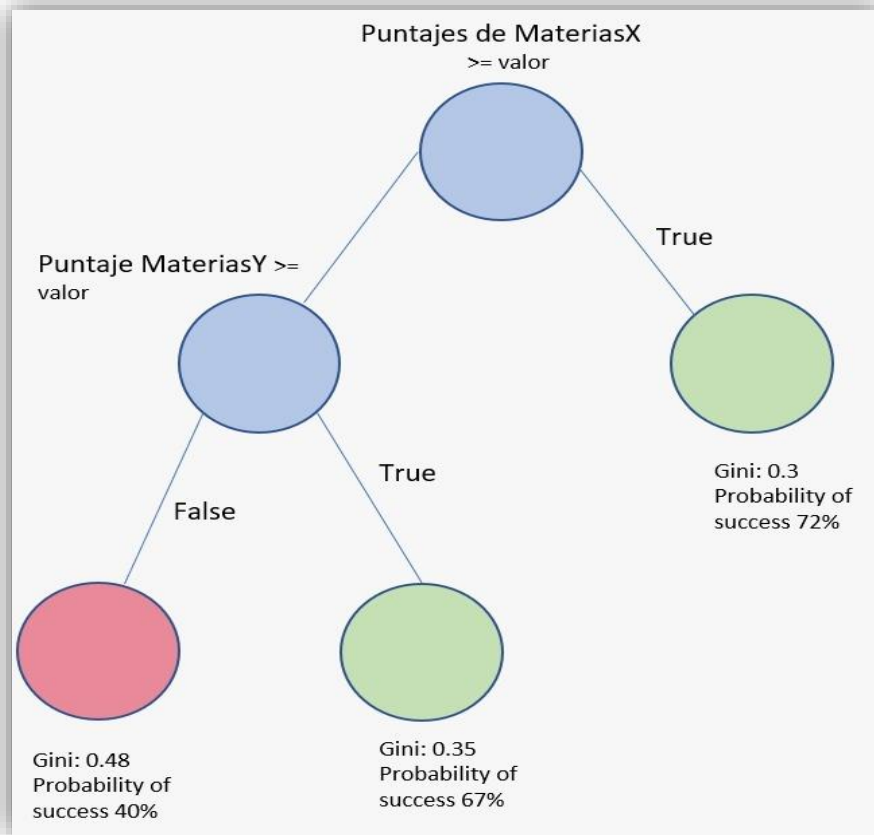 Puntajes de MateriasX
>= valor
True
Puntaje MateriasY >=
valor
True
False
Gini: 0.3
Probability of
success 72%
Gini: 0.48
Probability of
success 40%
Gini: 0.35
Probability of
success 67%